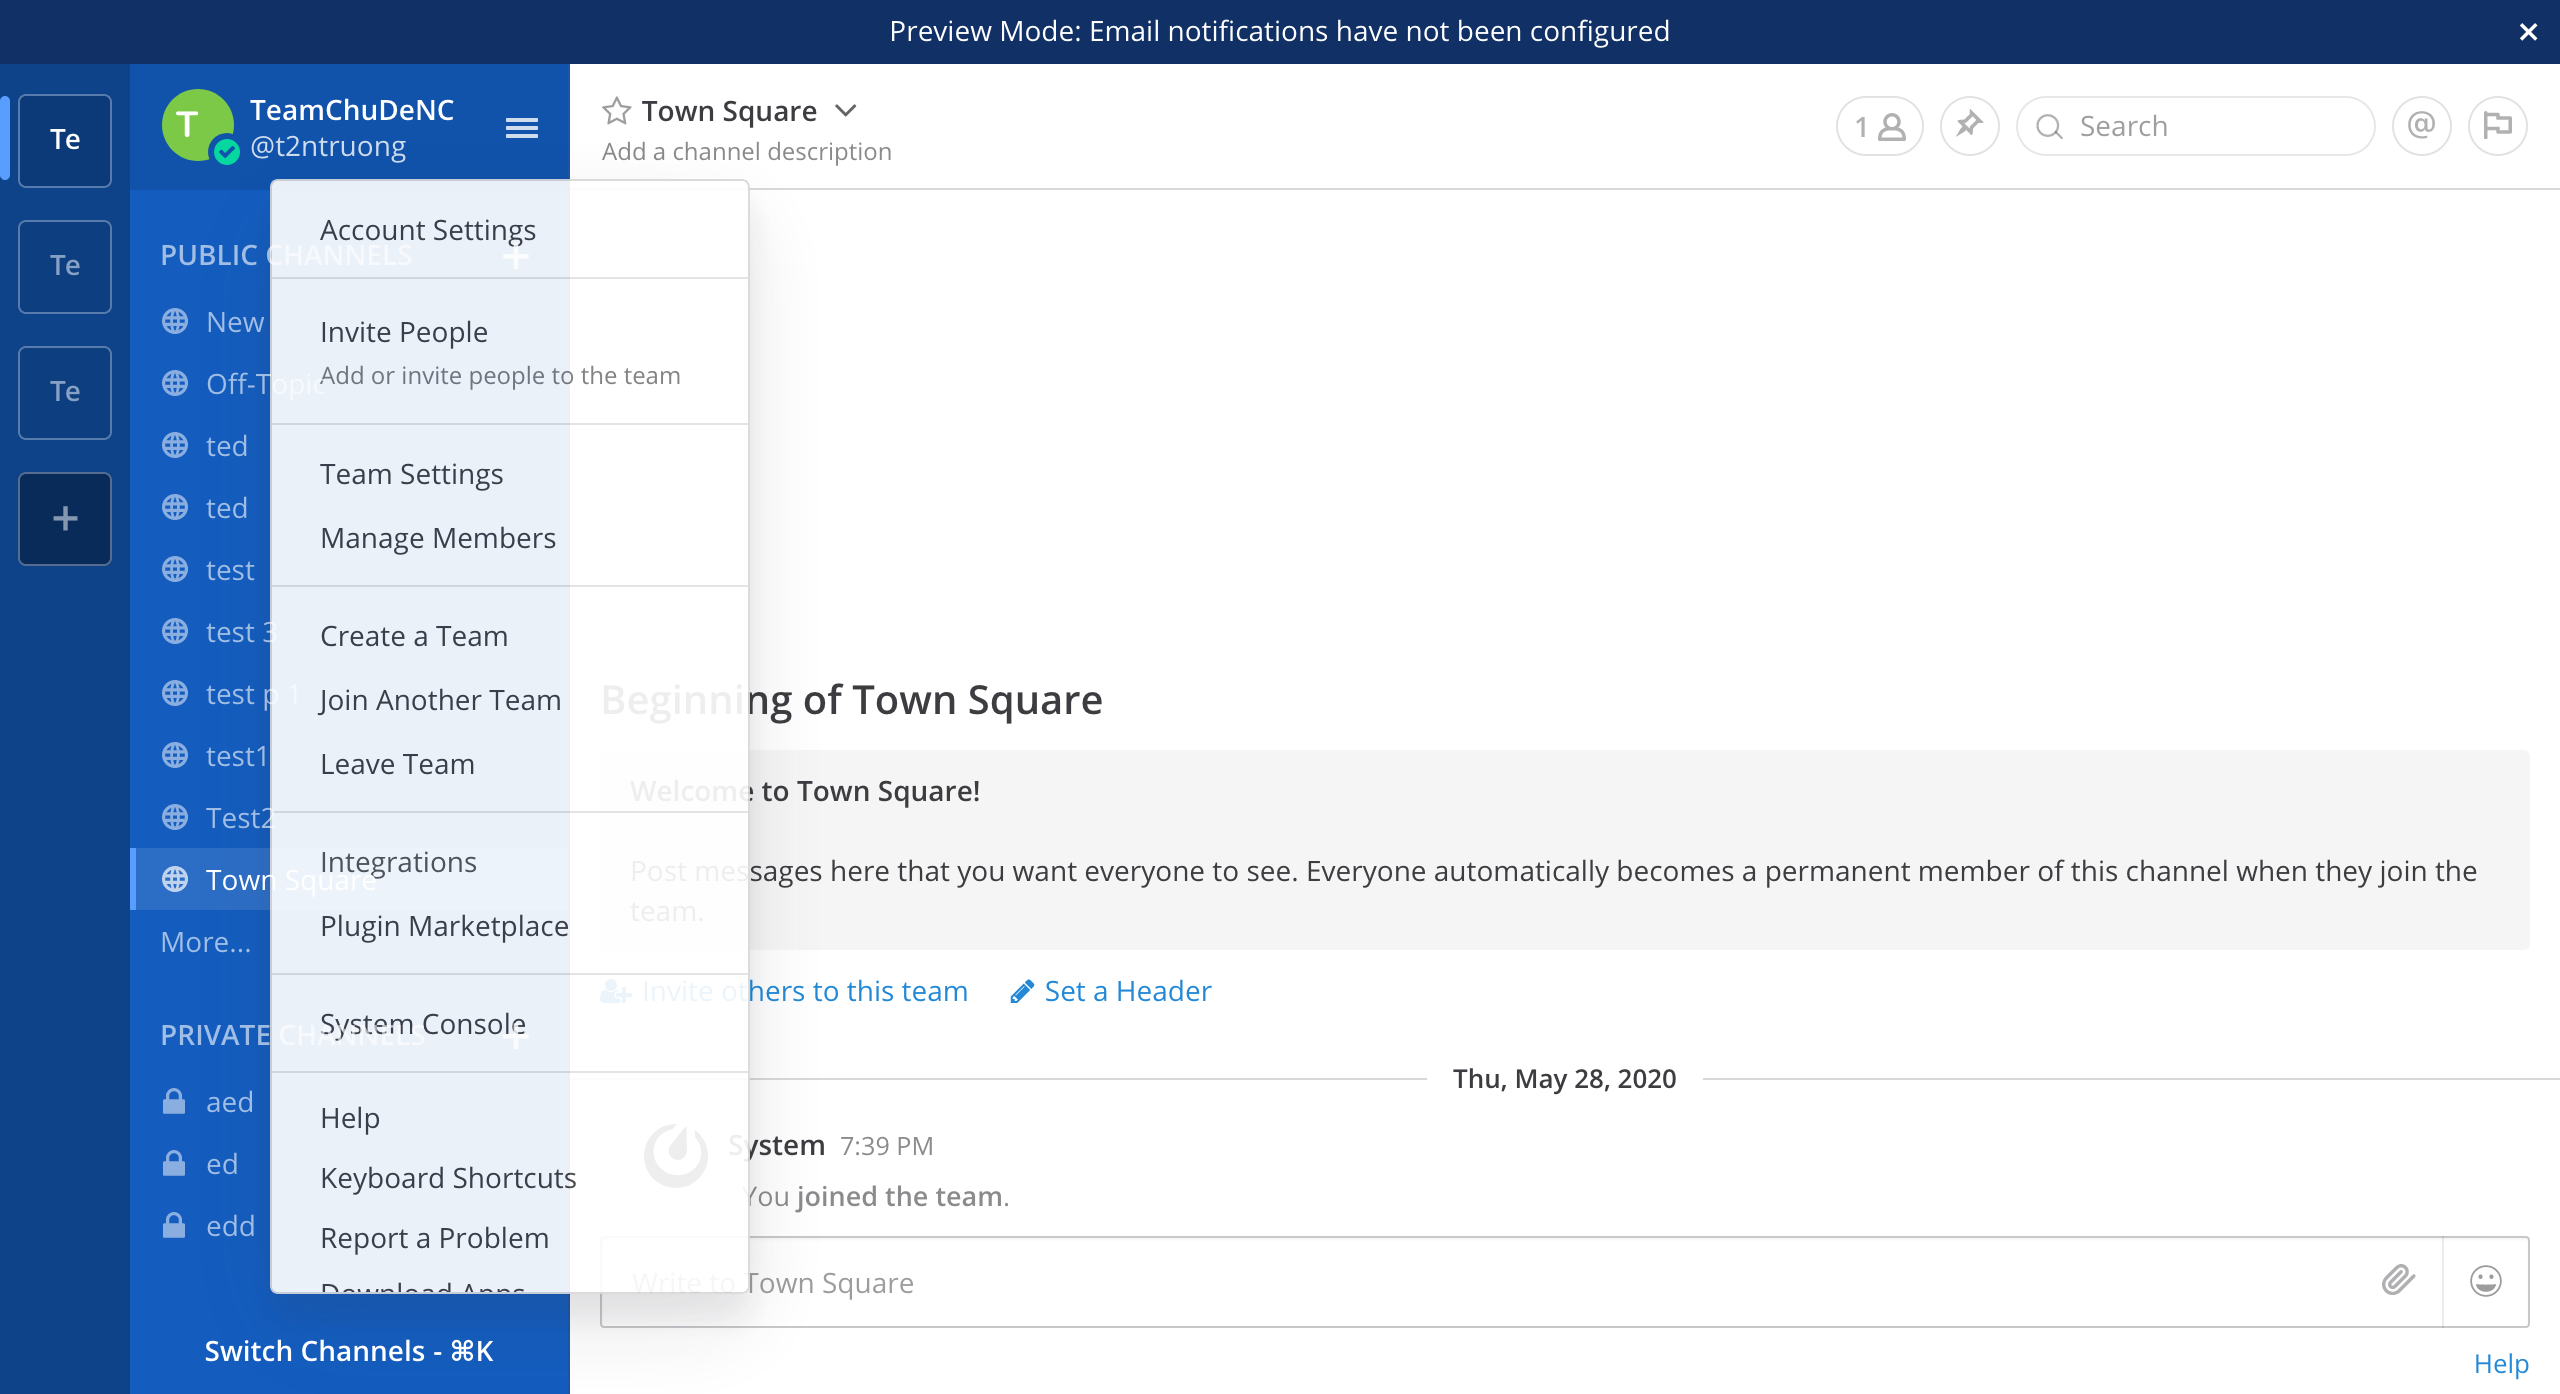 Preview Mode: Email notifications have not been configured
Te
Te
Te
+
T
TeamChuDeNC
@t2ntruong
PUBLIC CHANNELS
New
Off-Topic
ted
ted
test
test 3
test p 1
test1
Test2
Town Square
More...
PRIVATE CHANNELS
aed
ed
edd
Switch Channels - ⌘K
Account Settings
Invite People
Add or invite people to the team
Team Settings
Manage Members
Create a Team
Join Another Team
Leave Team
Integrations
Plugin Marketplace
System Console
Help
Keyboard Shortcuts
Report a Problem
Download Apps
Town Square
Add a channel description
1
Search
@
Beginning of Town Square
Welcome to Town Square!
Post messages here that you want everyone to see. Everyone automatically becomes a permanent member of this channel when they join the
team.
Invite others to this team
Set a Header
Thu, May 28, 2020
System 7:39 PM
You joined the team.
Write to Town Square
Help